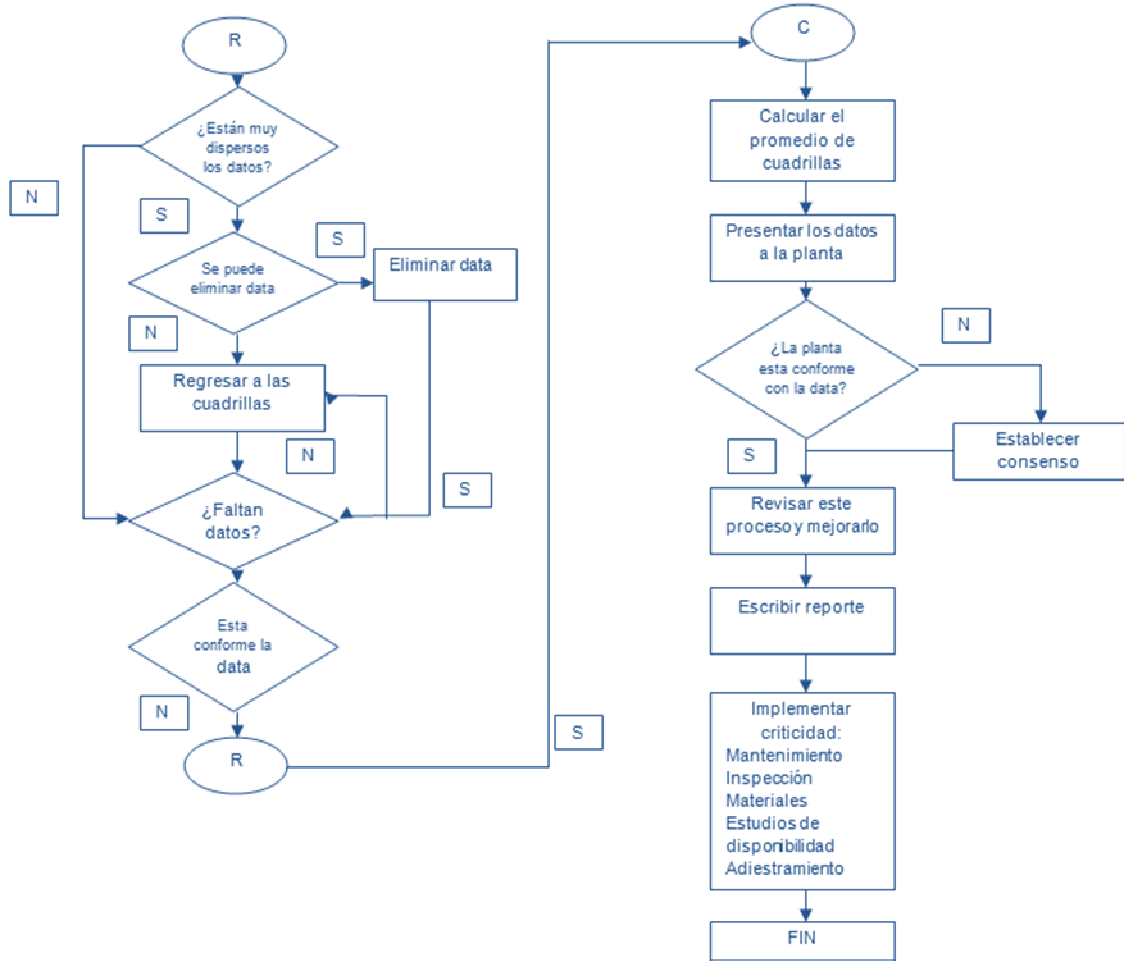 R
¿Están muy
dispersos
los datos?
N
S
S
Se puede
eliminar data
Eliminar data
N
Regresar a las
cuadrillas
N
S
¿Faltan
datos?
Esta
conforme la
data
N
R
S
C
Calcular el
promedio de
cuadrillas
Presentar los datos
a la planta
N
¿La planta
esta conforme
con la data?
S
Establecer
consenso
Revisar este
proceso y mejorarlo
Escribir reporte
Implementar
criticidad:
Mantenimiento
Inspección
Materiales
Estudios de
disponibilidad
Adiestramiento
FIN